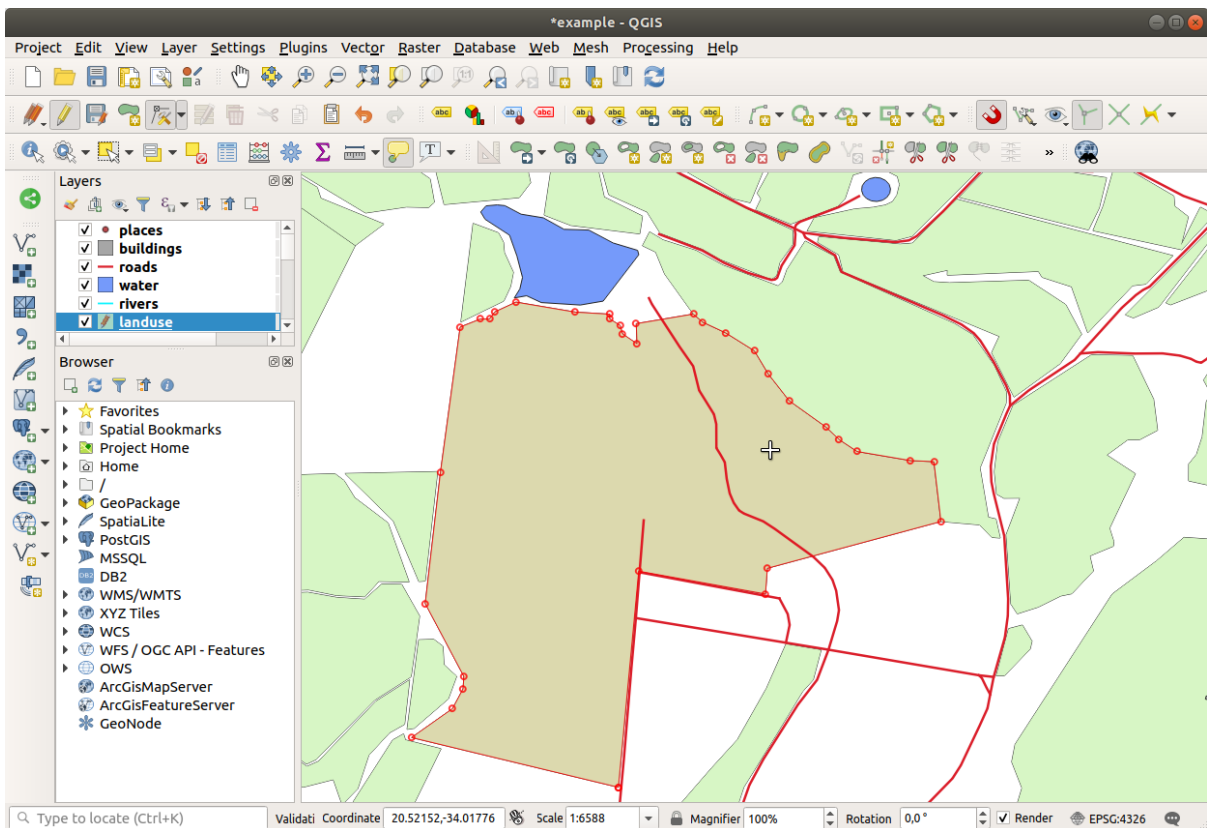 *example - QGIS
Project Edit View Layer Settings Plugins Vector Raster Database Web Mesh Processing Help
Layers
places
buildings
roads
water
rivers
landuse
Browser
Favorites
Spatial Bookmarks
Project Home
Home
/
GeoPackage
SpatiaLite
PostGIS
MSSQL
DB2
WMS/WMTS
XYZ Tiles
WCS
WFS / OGC API - Features
OWS
ArcGisMapServer
ArcGisFeatureServer
GeoNode
Type to locate (Ctrl+K) Validati Coordinate 20.52152,-34.01776 Scale 1:6588 Magnifier 100% Rotation 0,0 ° Render EPSG:4326